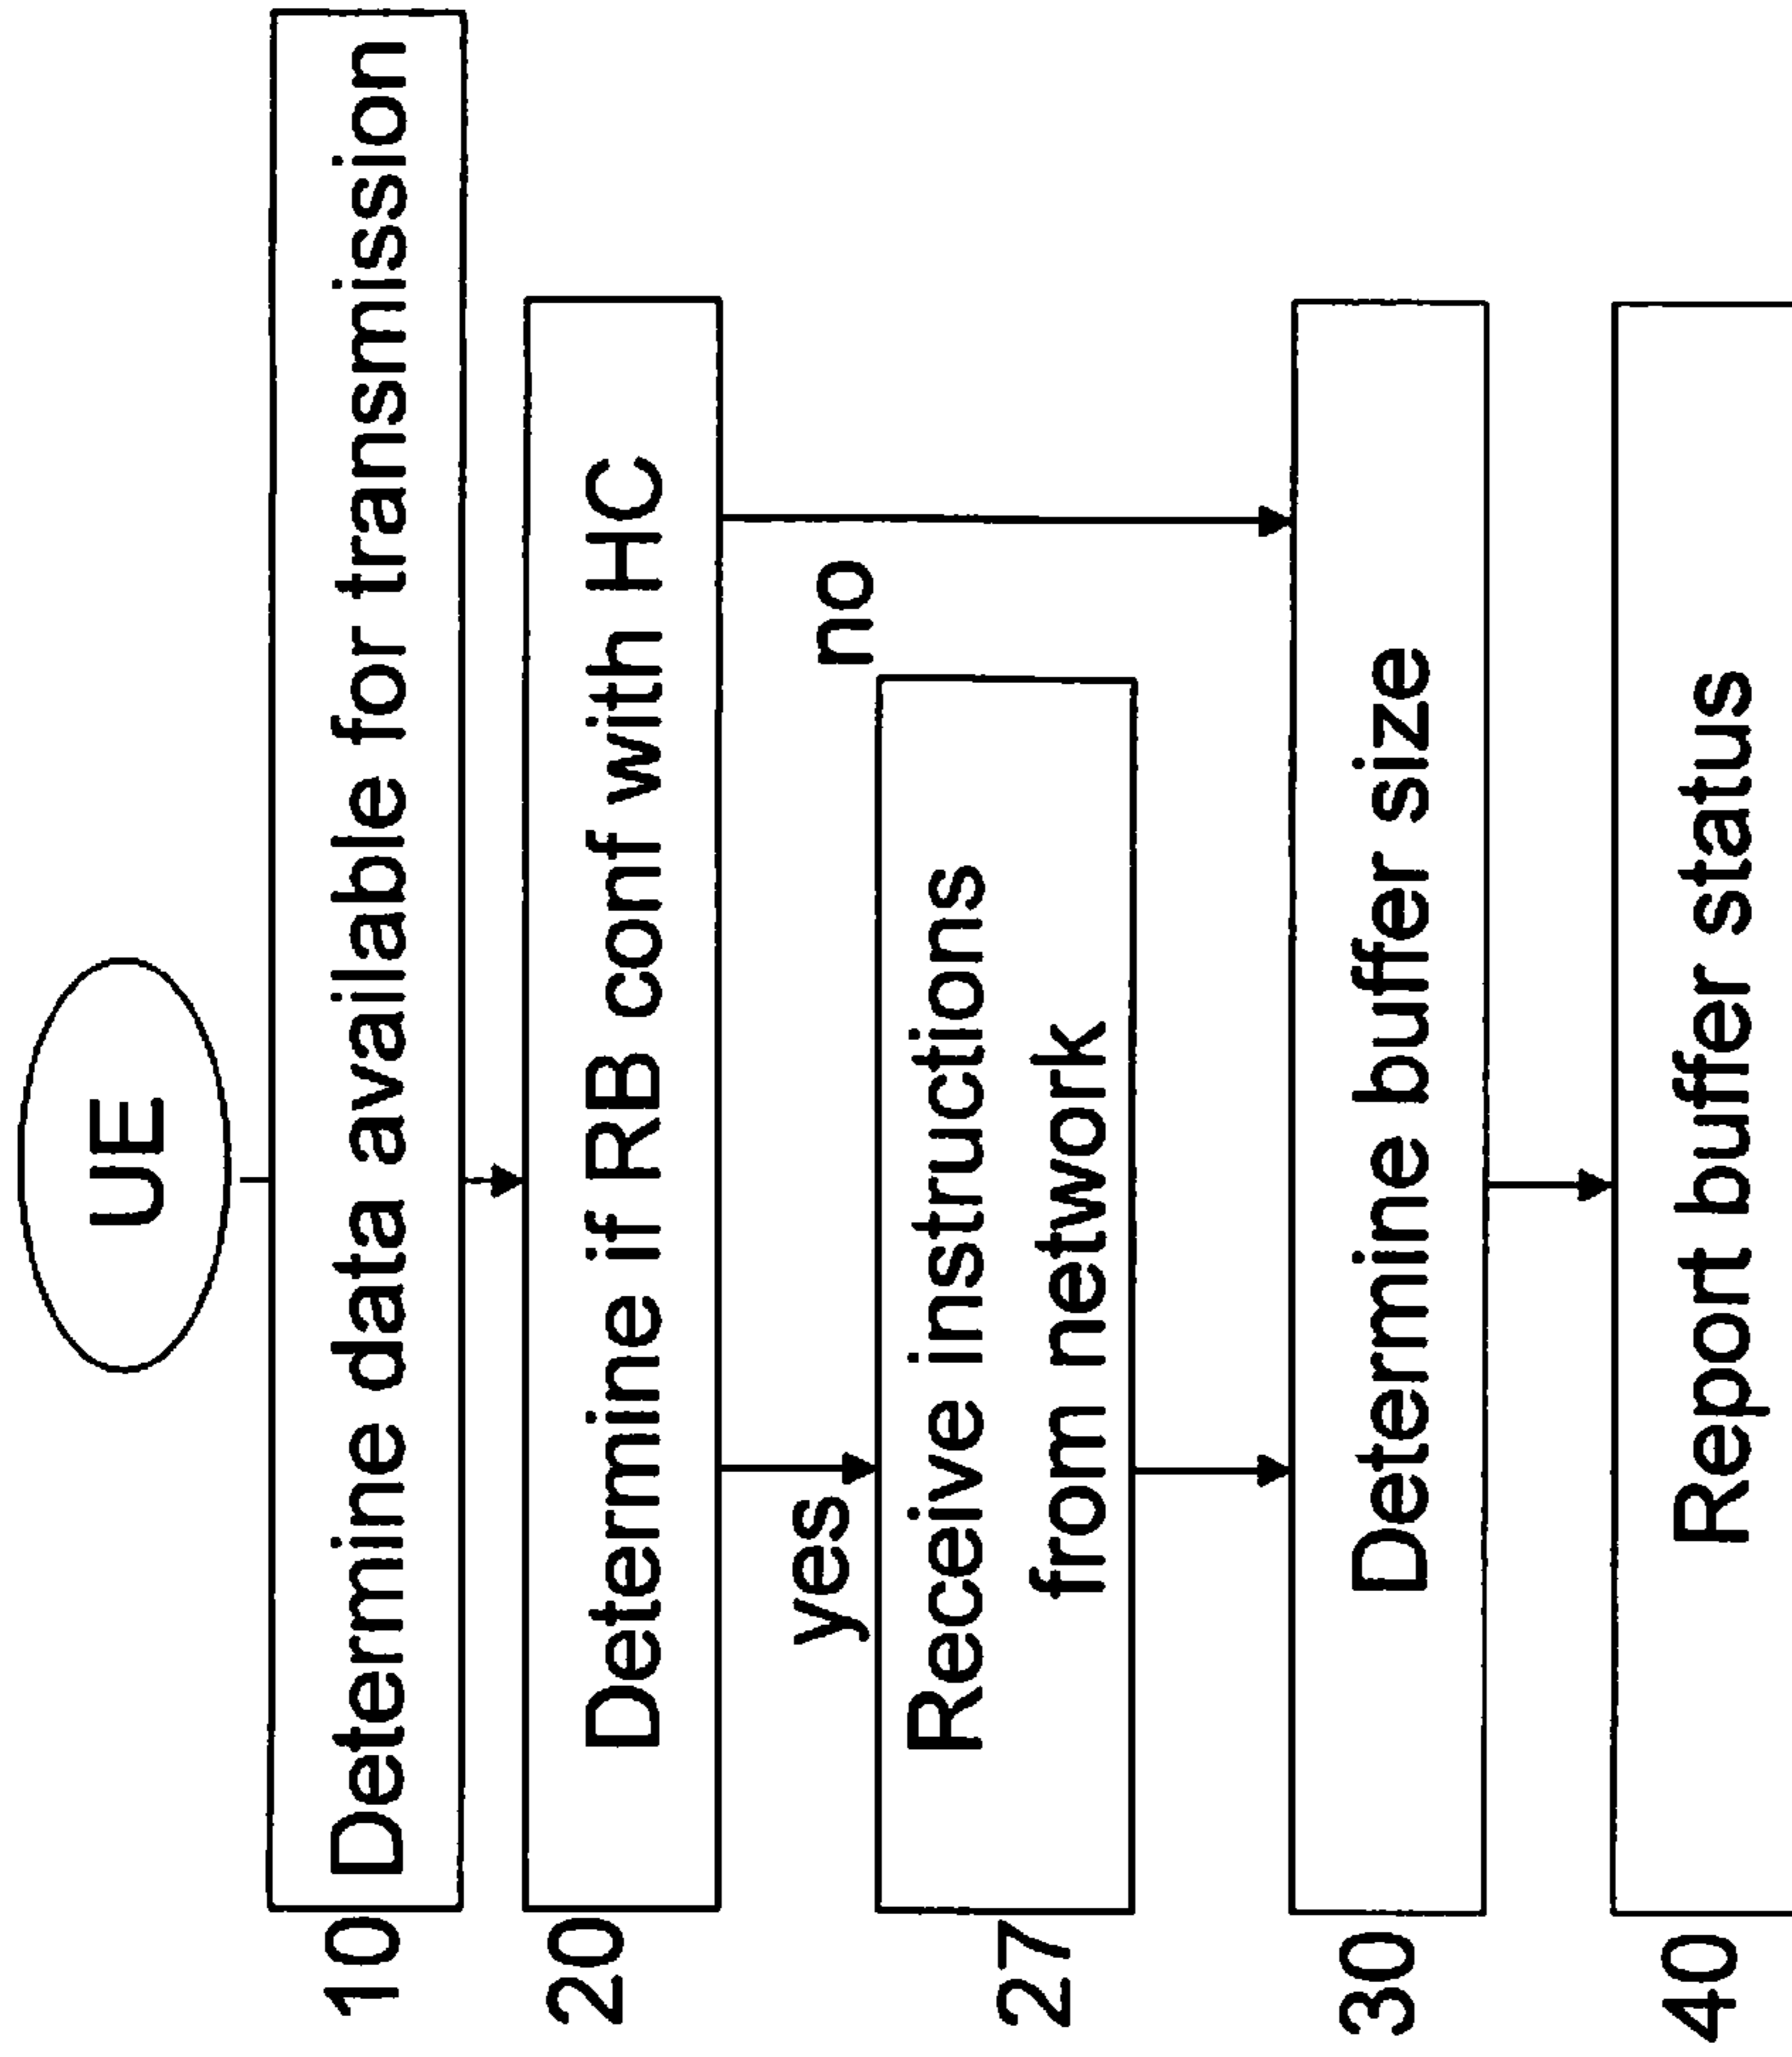 UE
10 Determine data available for transmission
20 Determine if RB conf with HC
yes
no
27 Receive instructions
from network
30 Determine buffer size
40 Report buffer status